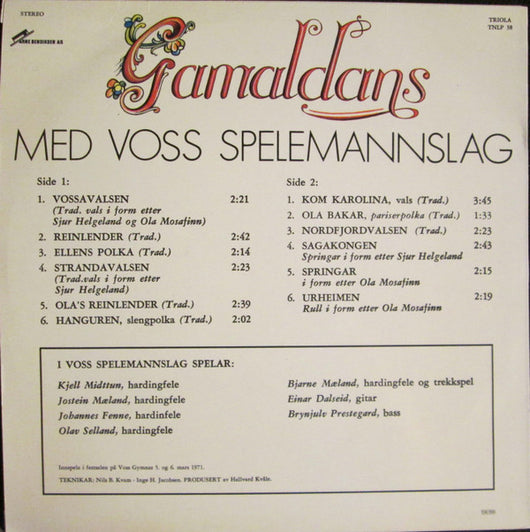 STEREO
TRIOLA
TNLP 38
ARNE BENDIKSEN AS
Gamaldans
MED VOSS SPELEMANNSLAG
Side 1:
1. VOSSAVALSEN 2:21
(Trad. vals i form etter
Sjur Helgeland og Ola Mosafinn)
2. REINLENDER (Trad.) 2:42
3. ELLENS POLKA (Trad.) 2:14
4. STRANDAVALSEN 2:23
(Trad.vals i form etter
Sjur Helgeland)
5. OLA'S REINLENDER (Trad.) 2:39
6. HANGUREN, slengpolka (Trad.) 2:02
Side 2:
1. KOM KAROLINA, vals (Trad.) 3:45
2. OLA BAKAR, pariserpolka (Trad.) 1:33
3. NORDFJORDVALSEN (Trad.) 2:23
4. SAGAKONGEN 2:43
Springar i form etter Sjur Helgeland
5. SPRINGAR 2:15
i form etter Ola Mosafinn
6. URHEIMEN 2:19
Rull i form etter Ola Mosafinn
I VOSS SPELEMANNSLAG SPELAR:
Kjell Midttun, hardingfele
Jostein Mæland, hardingfele
Johannes Fenne, hardinfele
Olav Selland, hardingfele
Bjarne Mæland, hardingfele og trekkspel
Einar Dalseid, gitar
Brynjulv Prestegard, bass
Innspela i festsalen på Voss Gymnas 5. og 6. mars 1971.
TEKNIKAR: Nils B. Kvam - Inge H. Jacobsen. PRODUSERT av Hallvard Kvåle.